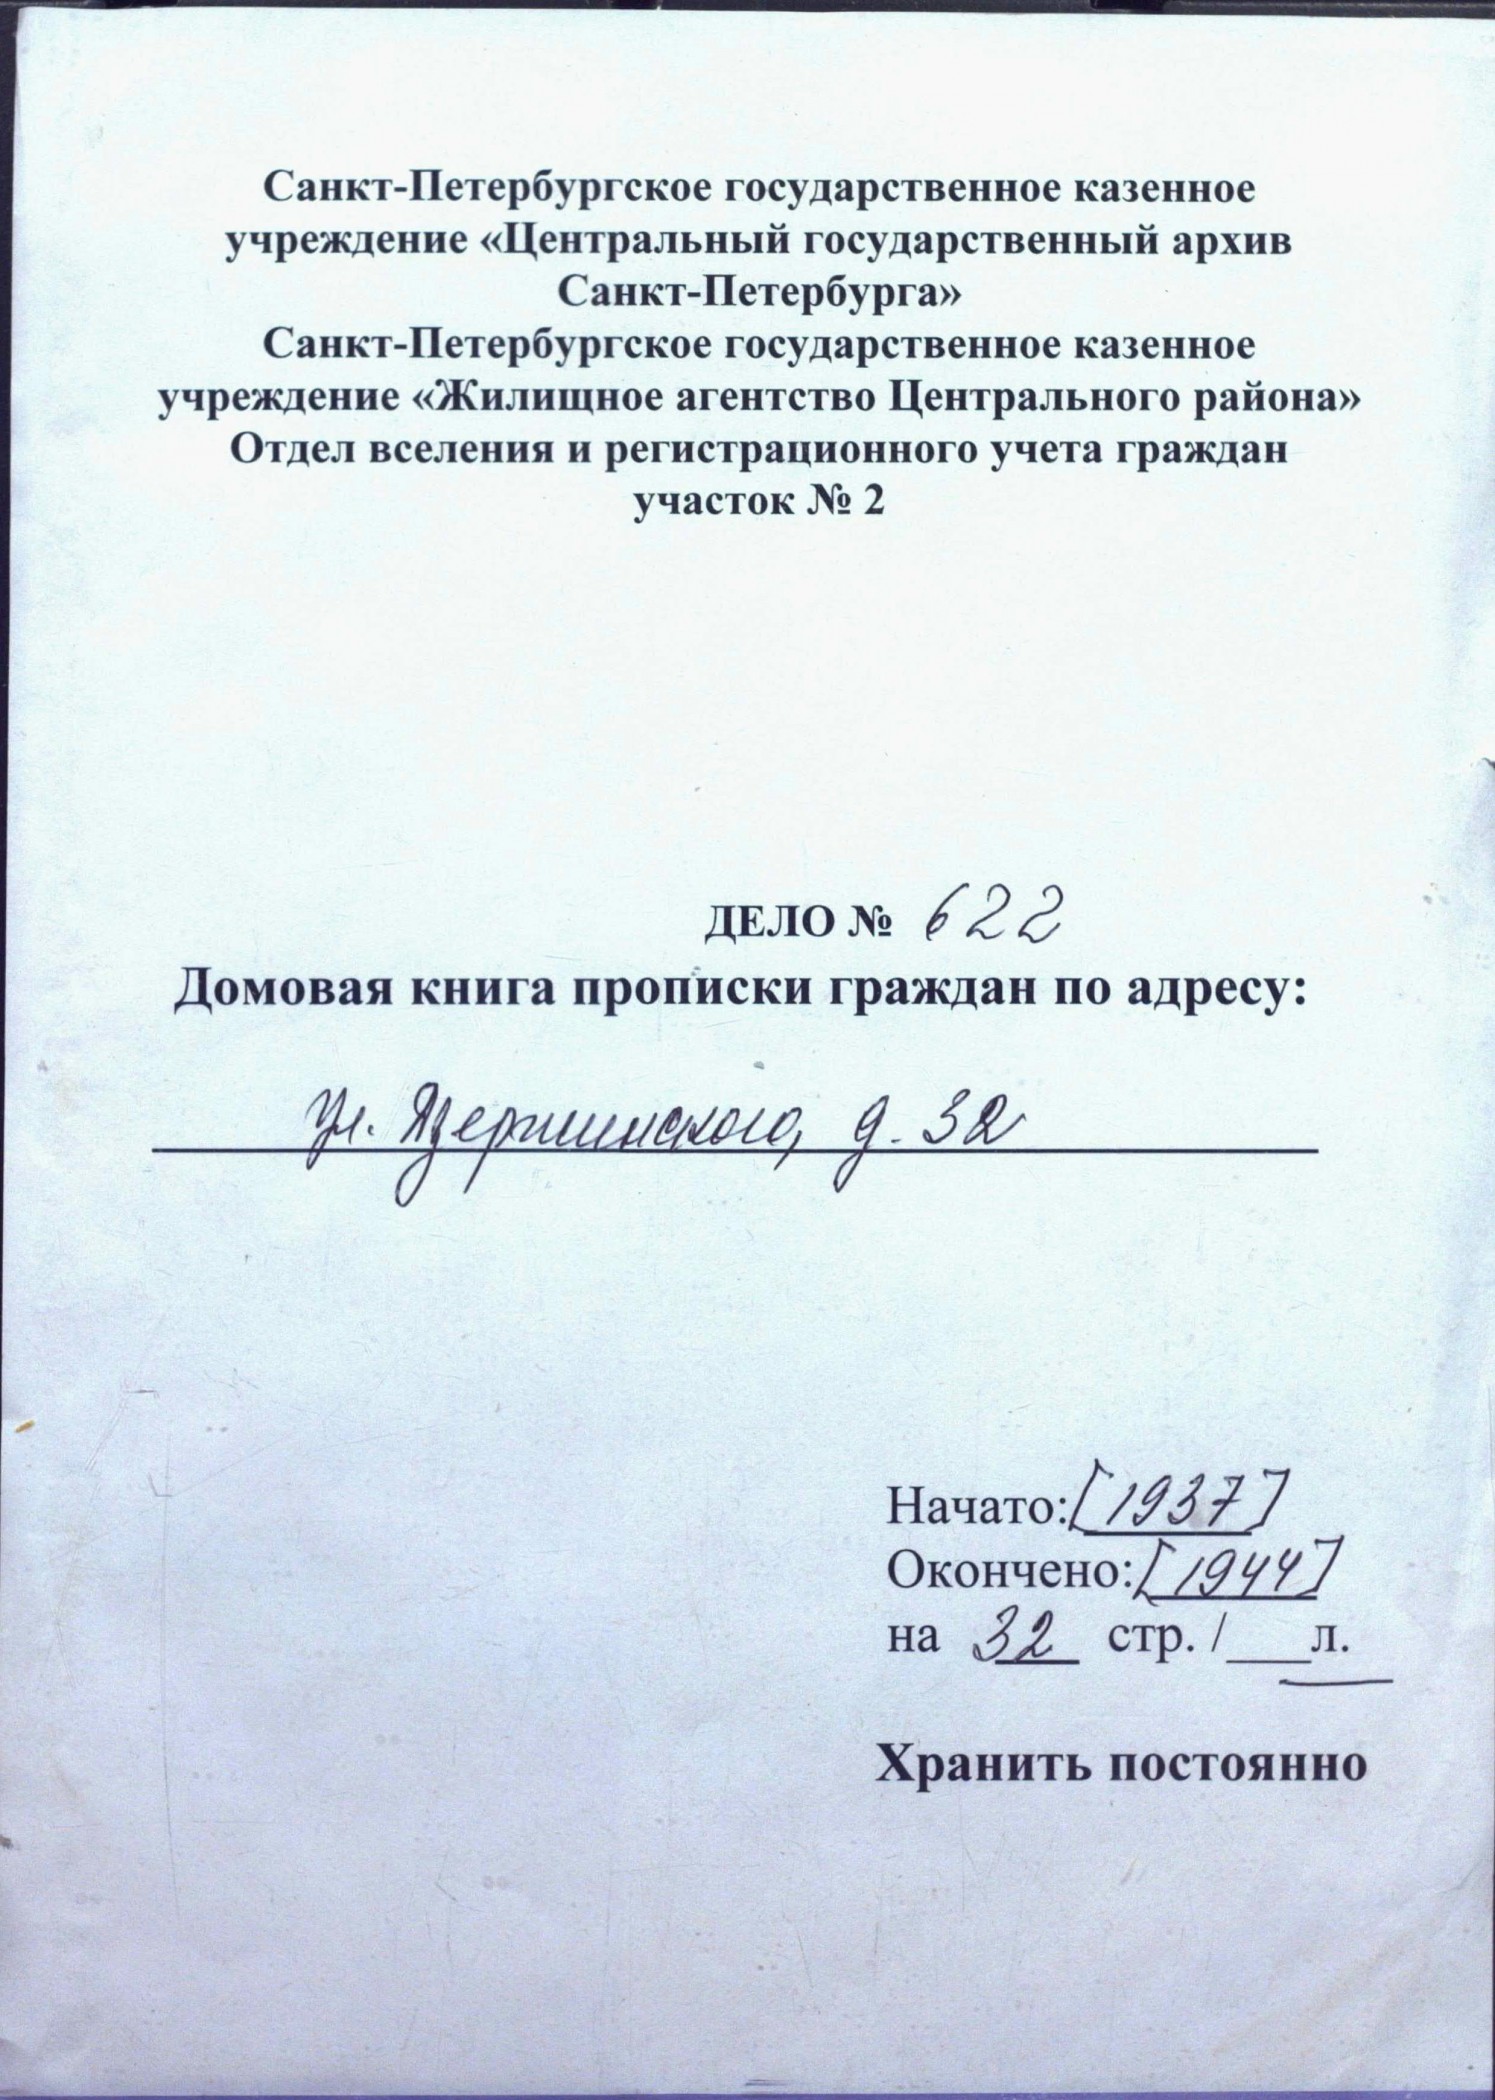 Санкт-Петербургское государственное казенное
учреждение «Центральный государственный архив
Санкт-Петербурга»
Санкт-Петербургское государственное казенное
учреждение «Жилищное агентство Центрального района»
Отдел вселения и регистрационного учета граждан
участок № 2
ДЕЛО № 622
Домовая книга прописки граждан по адресу:
ул. Дзержинского, д. 32
Начато: [1937]
Окончено: [1944]
на 32 стр. /___л.
Хранить постоянно